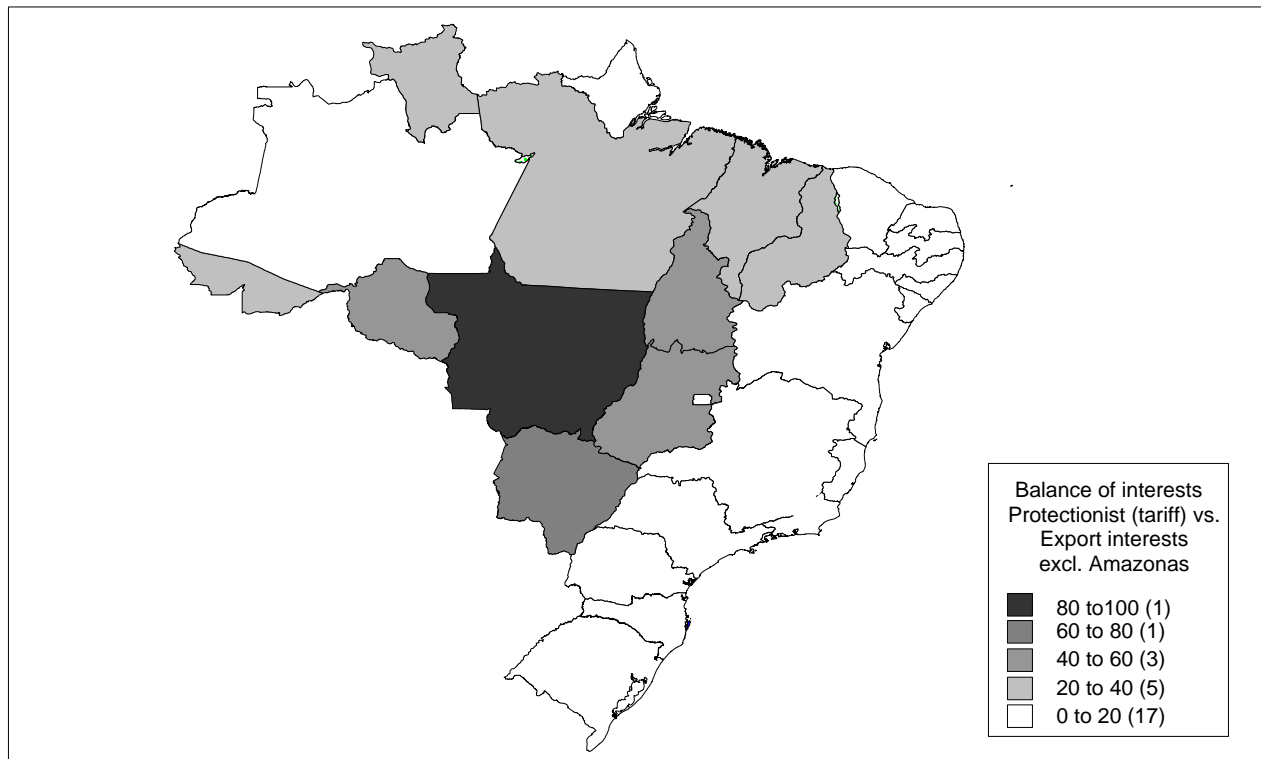 Balance of interests
Protectionist (tariff) vs.
Export interests
excl. Amazonas
80 to100 (1)
60 to 80 (1)
40 to 60 (3)
20 to 40 (5)
0 to 20 (17)